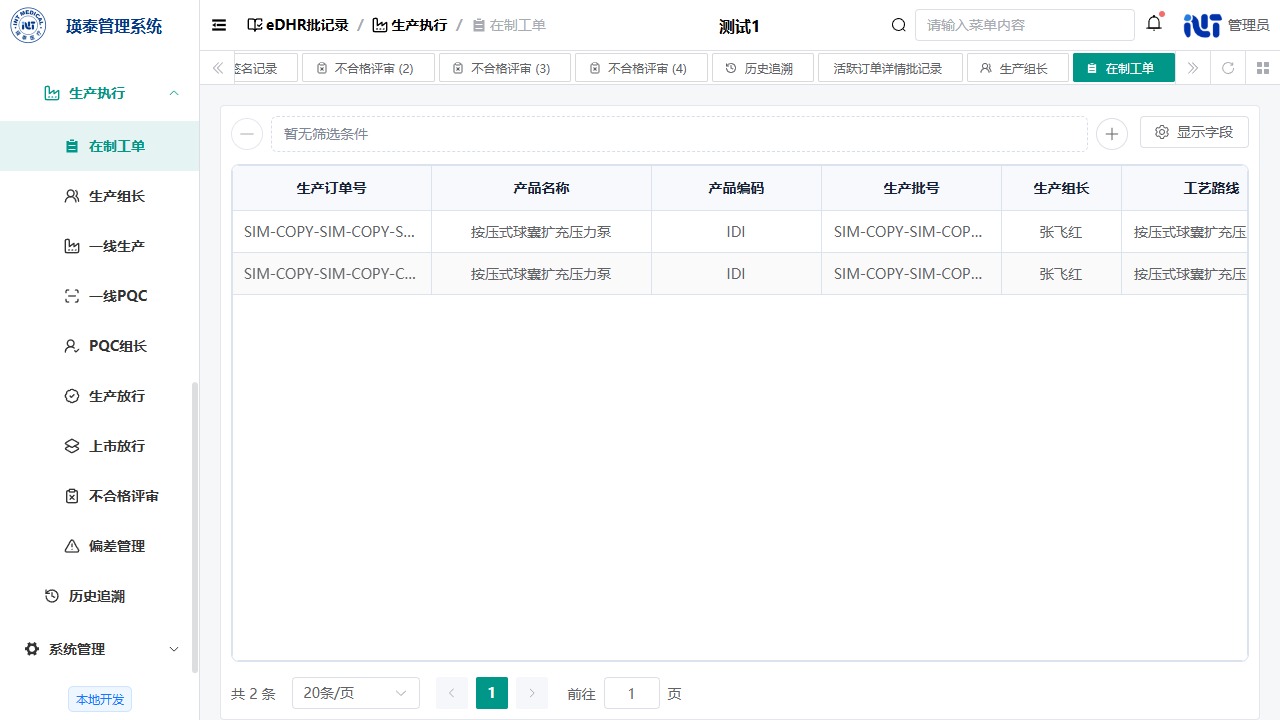 瑛泰管理系统
eDHR批记录 / 生产执行 / 在制工单
测试1
请输入菜单内容
管理员
签名记录
不合格评审 (2)
不合格评审 (3)
不合格评审 (4)
历史追溯
活跃订单详情批记录
生产组长
在制工单
生产执行
在制工单
生产组长
一线生产
一线PQC
PQC组长
生产放行
上市放行
不合格评审
偏差管理
历史追溯
系统管理
本地开发
暂无筛选条件
显示字段
生产订单号 产品名称 产品编码 生产批号 生产组长 工艺路线
SIM-COPY-SIM-COPY-S... 按压式球囊扩充压力泵 IDI SIM-COPY-SIM-COP... 张飞红 按压式球囊扩充压
SIM-COPY-SIM-COPY-C... 按压式球囊扩充压力泵 IDI SIM-COPY-SIM-COP... 张飞红 按压式球囊扩充压
共 2 条 20条/页 1 前往 1 页